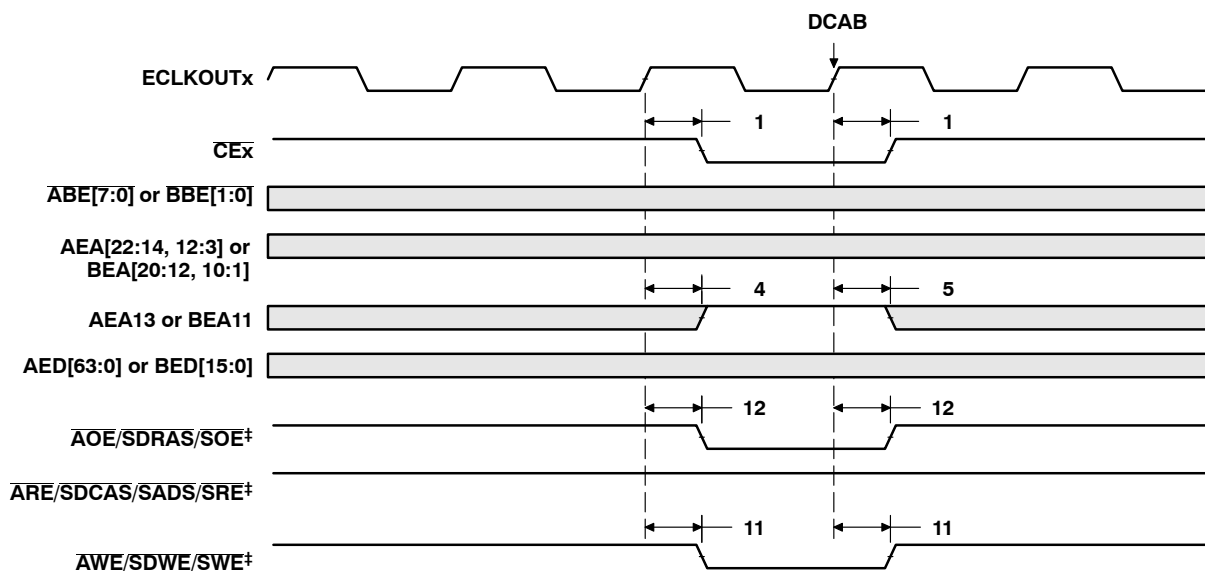 DCAB
ECLKOUTx
1 1
CEx
ABE[7:0] or BBE[1:0]
AEA[22:14, 12:3] or
BEA[20:12, 10:1]
4 5
AEA13 or BEA11
AED[63:0] or BED[15:0]
12 12
AOE/SDRAS/SOE‡
ARE/SDCAS/SADS/SRE‡
11 11
AWE/SDWE/SWE‡